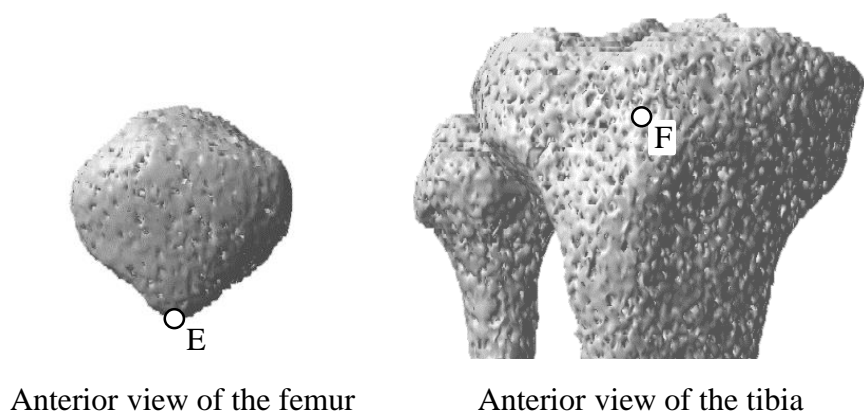 F
E
Anterior view of the femur
Anterior view of the tibia